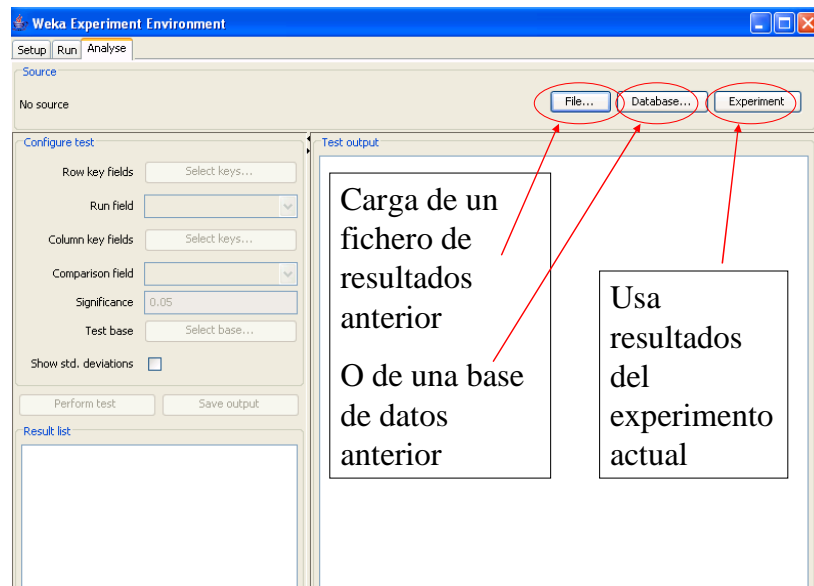 Weka Experiment Environment
Setup Run Analyse
Source
No source
File... Database... Experiment
Configure test
Row key fields Select keys...
Run field
Column key fields Select keys...
Comparison field
Significance 0.05
Test base Select base...
Show std. deviations
Perform test Save output
Result list
Test output
Carga de un
fichero de
resultados
anterior
O de una base
de datos
anterior
Usa
resultados
del
experimento
actual